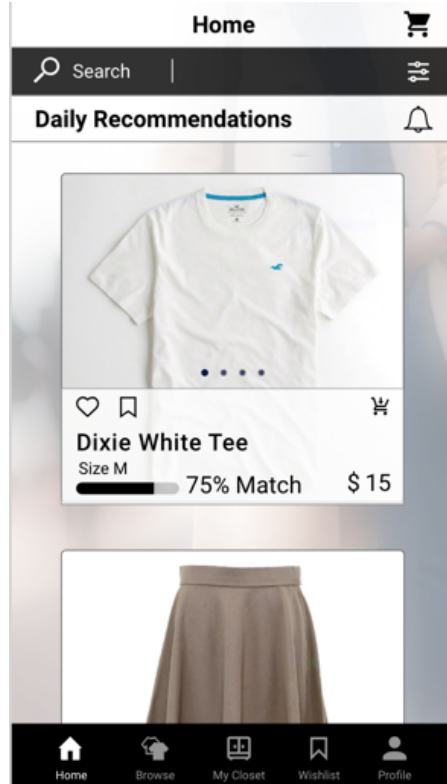 Home
Search
Daily Recommendations
Dixie White Tee
Size M
75% Match
$ 15
Home
Browse
My Closet
Wishlist
Profile